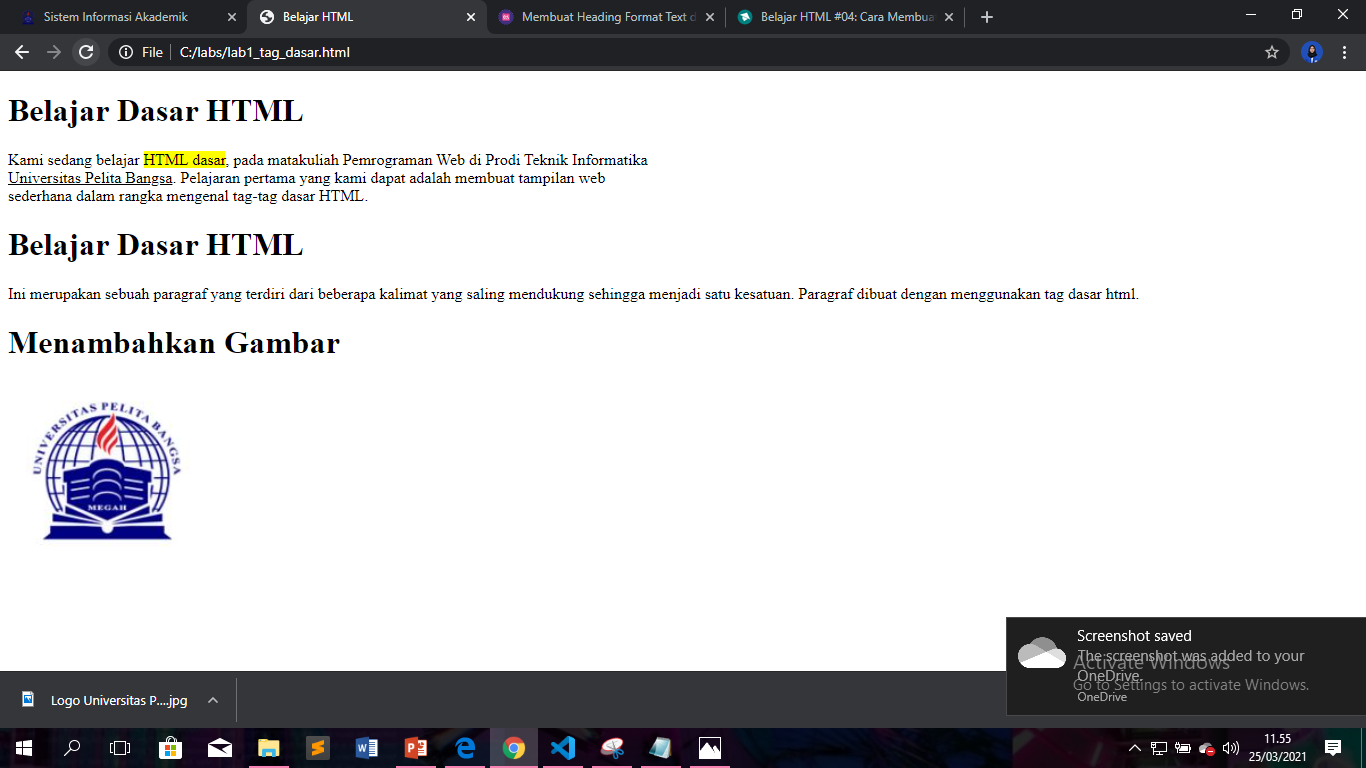 Sistem Informasi Akademik
Belajar HTML
Membuat Heading Format Text d
Belajar HTML #04: Cara Membua
File
C:/labs/lab1_tag_dasar.html
Belajar Dasar HTML
Kami sedang belajar HTML dasar, pada matakuliah Pemrograman Web di Prodi Teknik Informatika
Universitas Pelita Bangsa. Pelajaran pertama yang kami dapat adalah membuat tampilan web
sederhana dalam rangka mengenal tag-tag dasar HTML.
Belajar Dasar HTML
Ini merupakan sebuah paragraf yang terdiri dari beberapa kalimat yang saling mendukung sehingga menjadi satu kesatuan. Paragraf dibuat dengan menggunakan tag dasar html.
Menambahkan Gambar
UNIVERSITAS PELITA BANGSA
MEGAH
Screenshot saved
The screenshot was added to your
OneDrive.
OneDrive
Activate Windows
Go to Settings to activate Windows.
Logo Universitas P....jpg
11.55
25/03/2021